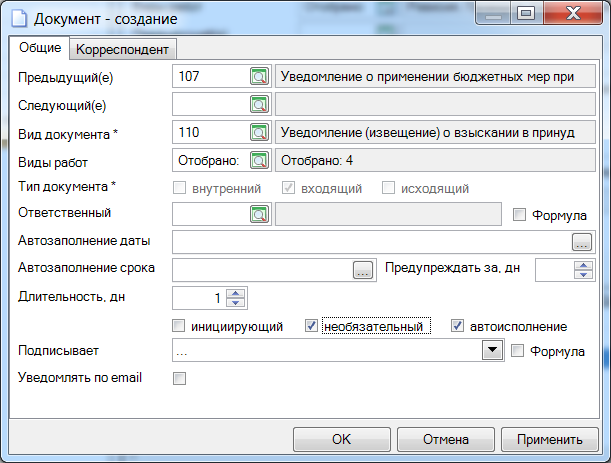 Документ - создание
Общие Корреспондент
Предыдущий(е) 107 Уведомление о применении бюджетных мер при
Следующий(е)
Вид документа * 110 Уведомление (извещение) о взыскании в принуд
Виды работ Отобрано: Отобрано: 4
Тип документа * внутренний входящий исходящий
Ответственный Формула
Автозаполнение даты ...
Автозаполнение срока ... Предупреждать за, дн
Длительность, дн 1
инициирующий необязательный автоисполнение
Подписывает ... Формула
Уведомлять по email
OK Отмена Применить